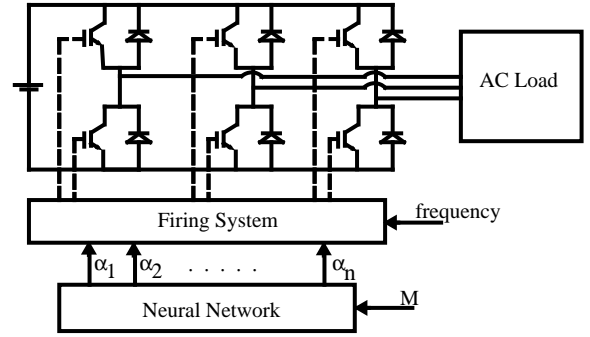 AC Load
Firing System
frequency
α1 α2 . . . . . αn
Neural Network
M